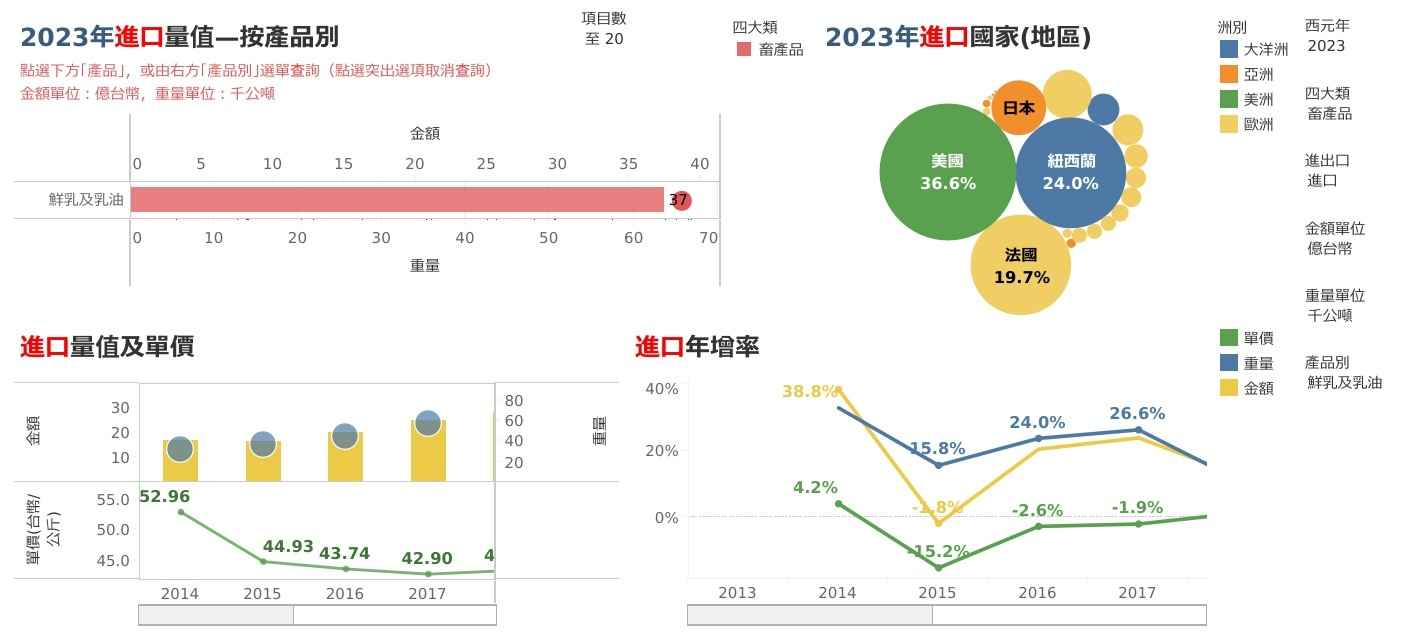 2023年進口量值—按產品別
項目數
至 20
四大類
畜產品
點選下方「產品」，或由右方「產品別」選單查詢（點選突出選項取消查詢）
金額單位：億台幣，重量單位：千公噸
金額
0 5 10 15 20 25 30 35 40
鮮乳及乳油
37
0 10 20 30 40 50 60 70
重量
2023年進口國家(地區)
日本
美國
36.6%
紐西蘭
24.0%
法國
19.7%
洲別
大洋洲
亞洲
美洲
歐洲
西元年
2023
四大類
畜產品
進出口
進口
金額單位
億台幣
重量單位
千公噸
產品別
鮮乳及乳油
進口量值及單價
金額
30
20
10
80
60
40
20
重量
單價(台幣/
公斤)
55.0
50.0
45.0
52.96
44.93
43.74
42.90
4
2014 2015 2016 2017
進口年增率
單價
重量
金額
40%
20%
0%
38.8%
15.8%
24.0%
26.6%
4.2%
-1.8%
-2.6%
-1.9%
-15.2%
2013 2014 2015 2016 2017